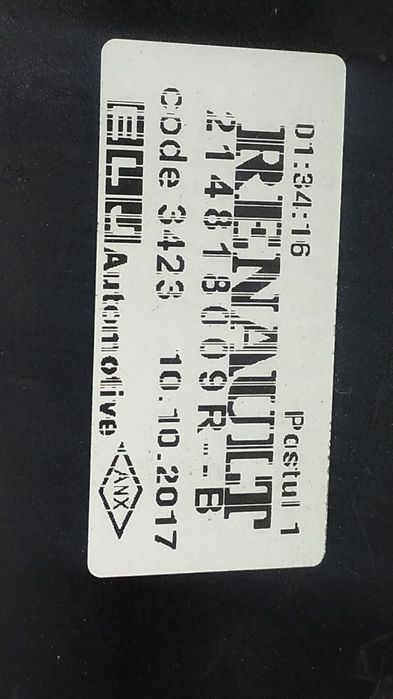 01:34:16 Postul 1
RENAULT
214818009R--B
code 3423 10.10.2017
Automotive ANX